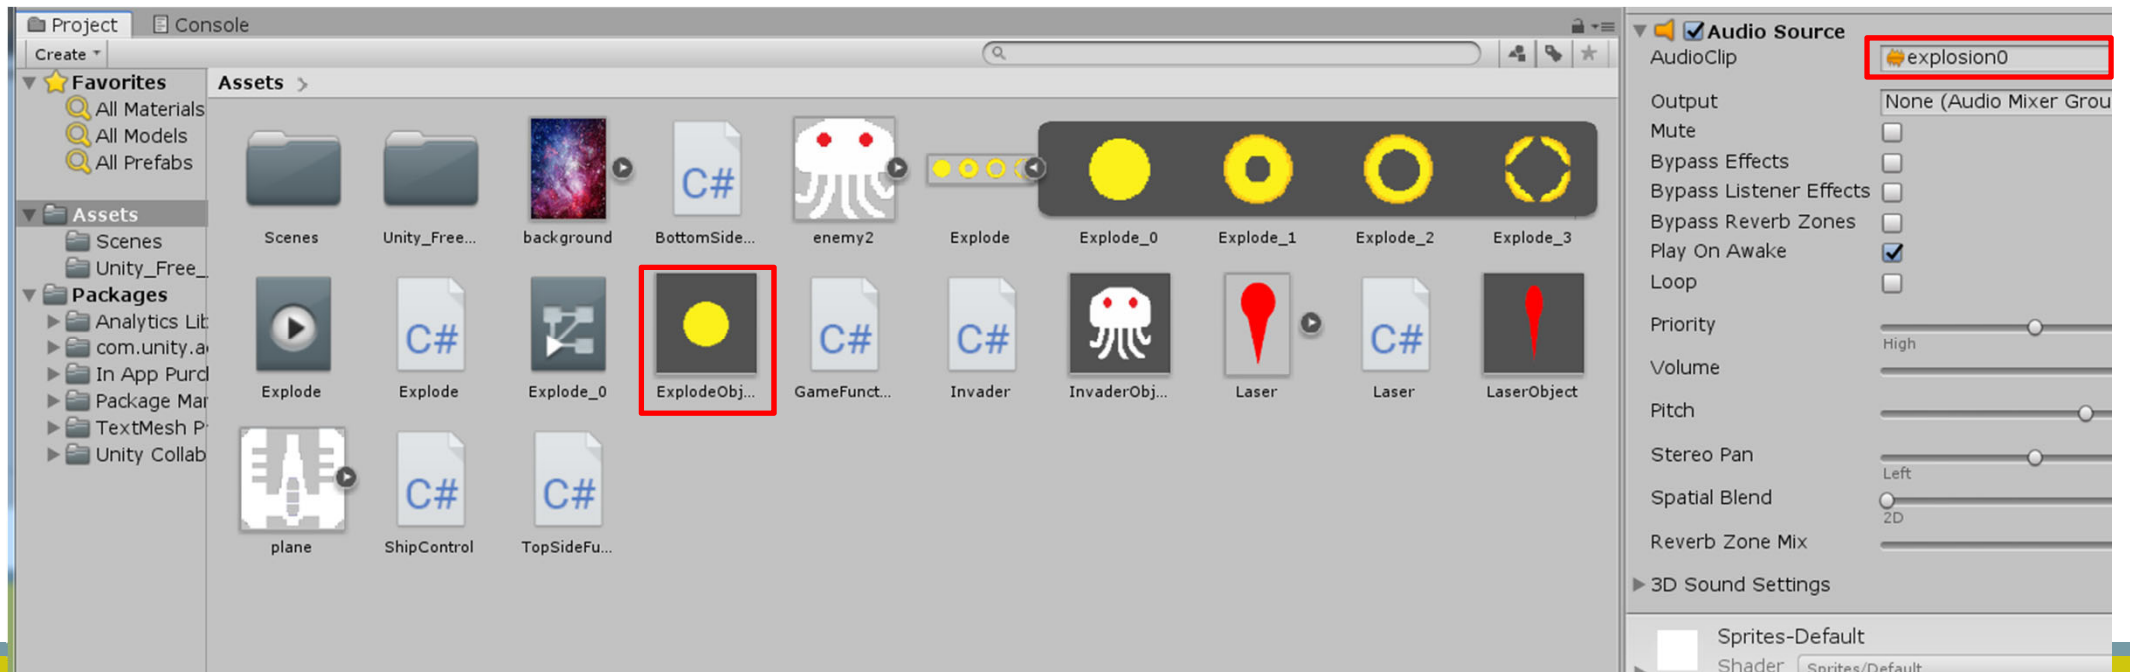 Project
Console
Create
Favorites
All Materials
All Models
All Prefabs
Assets
Scenes
Unity_Free_
Packages
Analytics Lib
com.unity.a
In App Purc
Package Mar
TextMesh P
Unity Collab
Assets
Scenes
Unity_Free...
background
C#
BottomSide...
enemy2
Explode
Explode_0
Explode_1
Explode_2
Explode_3
Explode
C#
Explode
Explode_0
ExplodeObj...
C#
GameFunct...
C#
Invader
InvaderObj...
Laser
C#
Laser
LaserObject
plane
C#
ShipControl
C#
TopSideFu...
Audio Source
AudioClip
explosion0
Output
None (Audio Mixer Grou
Mute
Bypass Effects
Bypass Listener Effects
Bypass Reverb Zones
Play On Awake
Loop
Priority
High
Volume
Pitch
Stereo Pan
Left
Spatial Blend
2D
Reverb Zone Mix
3D Sound Settings
Sprites-Default
Shader Sprites/Default